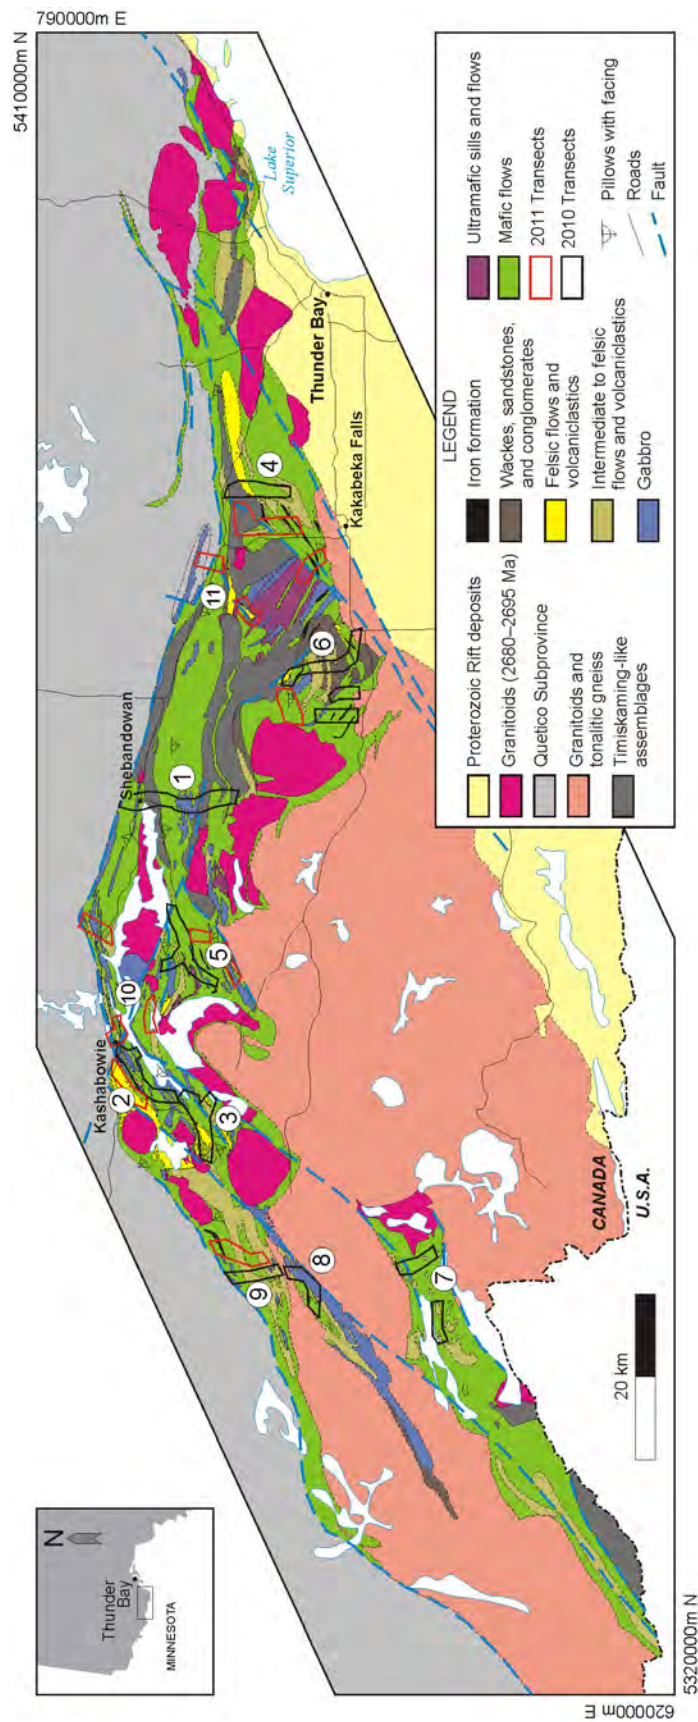 790000m E
5410000m N
Lake
Superior
Thunder Bay
Kakabeka Falls
4
11
6
Shebandowan
1
5
10
Kashabowie
2
3
9
8
7
CANADA
U.S.A.
20 km
N
Thunder
Bay
MINNESOTA
5320000m N
620000m E
LEGEND
Proterozoic Rift deposits
Granitoids (2680–2695 Ma)
Quetico Subprovince
Granitoids and
tonalitic gneiss
Timiskaming-like
assemblages
Iron formation
Wackes, sandstones,
and conglomerates
Felsic flows and
volcaniclastics
Intermediate to felsic
flows and volcaniclastics
Gabbro
Ultramafic sills and flows
Mafic flows
2011 Transects
2010 Transects
Pillows with facing
Roads
Fault